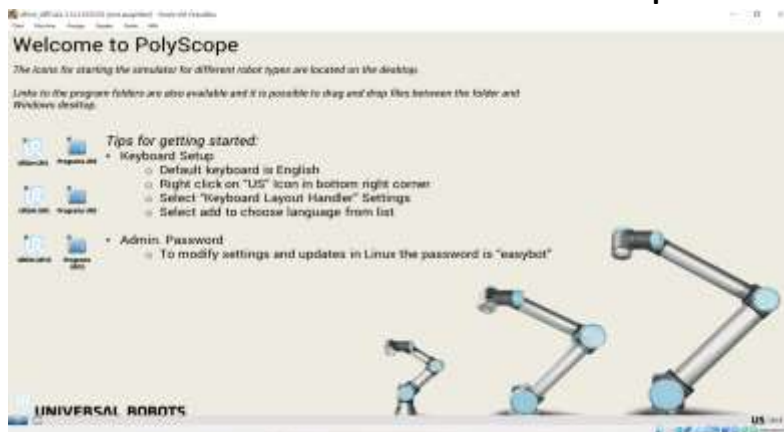 Welcome to PolyScope
The icons for starting the simulator for different robot types are located on the desktop.
Links to the program folders are also available and it is possible to drag and drop files between the folder and
Windows desktop.
Tips for getting started:
• Keyboard Setup
○ Default keyboard is English
○ Right click on "US" Icon in bottom right corner
○ Select "Keyboard Layout Handler" Settings
○ Select add to choose language from list
• Admin. Password
○ To modify settings and updates in Linux the password is "easybot"
UNIVERSAL ROBOTS
US